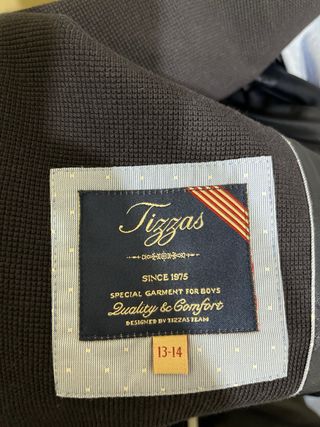 Tizzas
SINCE 1975
SPECIAL GARMENT FOR BOYS
Quality & Comfort
DESIGNED BY TIZZAS TEAM
13-14